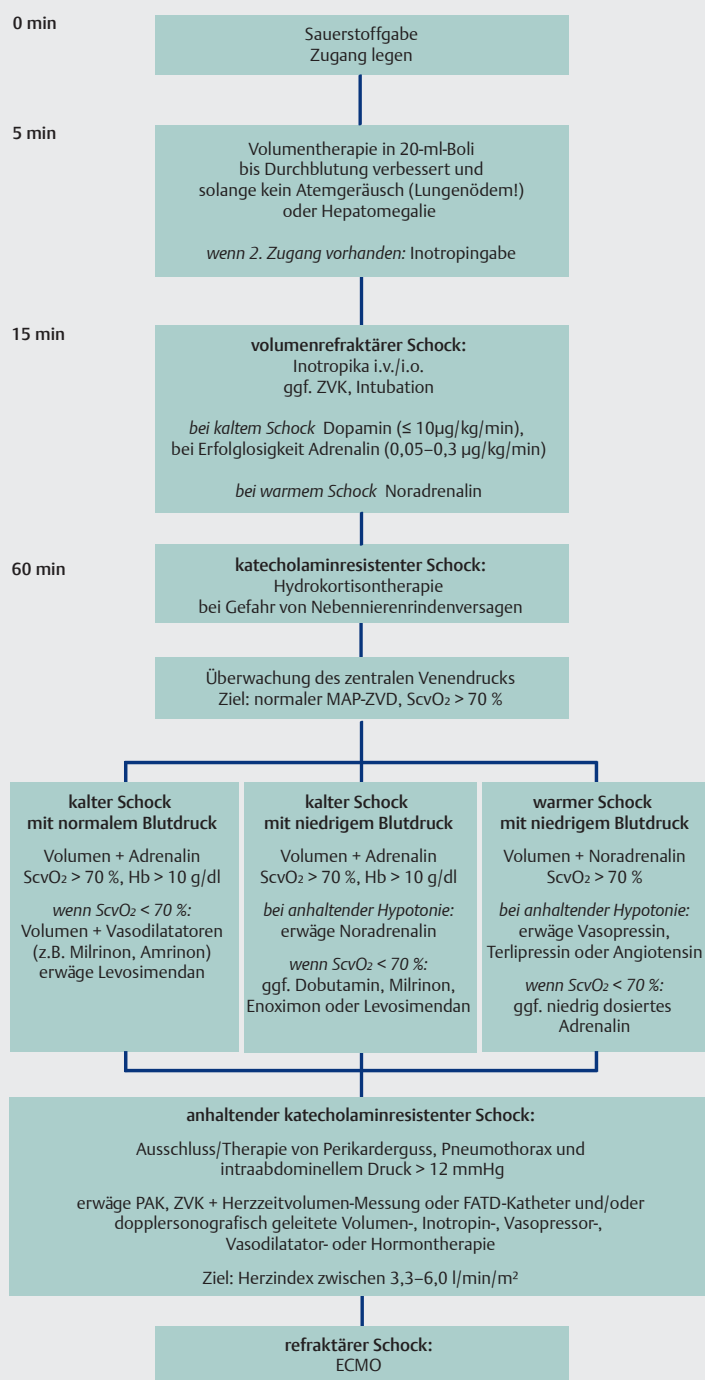 0 min
Sauerstoffgabe
Zugang legen
5 min
Volumentherapie in 20-ml-Boli
bis Durchblutung verbessert und
solange kein Atemgeräusch (Lungenödem!)
oder Hepatomegalie
wenn 2. Zugang vorhanden: Inotropingabe
15 min
volumenrefraktärer Schock:
Inotropika i.v./i.o.
ggf. ZVK, Intubation
bei kaltem Schock Dopamin (≤ 10µg/kg/min),
bei Erfolglosigkeit Adrenalin (0,05–0,3 µg/kg/min)
bei warmem Schock Noradrenalin
60 min
katecholaminresistenter Schock:
Hydrokortisontherapie
bei Gefahr von Nebennierenrindenversagen
Überwachung des zentralen Venendrucks
Ziel: normaler MAP-ZVD, ScvO₂ > 70 %
kalter Schock
mit normalem Blutdruck
Volumen + Adrenalin
ScvO₂ > 70 %, Hb > 10 g/dl
wenn ScvO₂ < 70 %:
Volumen + Vasodilatatoren
(z.B. Milrinon, Amrinon)
erwäge Levosimendan
kalter Schock
mit niedrigem Blutdruck
Volumen + Adrenalin
ScvO₂ > 70 %, Hb > 10 g/dl
bei anhaltender Hypotonie:
erwäge Noradrenalin
wenn ScvO₂ < 70 %:
ggf. Dobutamin, Milrinon,
Enoximon oder Levosimendan
warmer Schock
mit niedrigem Blutdruck
Volumen + Noradrenalin
ScvO₂ > 70 %
bei anhaltender Hypotonie:
erwäge Vasopressin,
Terlipressin oder Angiotensin
wenn ScvO₂ < 70 %:
ggf. niedrig dosiertes
Adrenalin
anhaltender katecholaminresistenter Schock:
Ausschluss/Therapie von Perikarderguss, Pneumothorax und
intraabdominellem Druck > 12 mmHg
erwäge PAK, ZVK + Herzzeitvolumen-Messung oder FATD-Katheter und/oder
dopplersonografisch geleitete Volumen-, Inotropin-, Vasopressor-,
Vasodilatator- oder Hormontherapie
Ziel: Herzindex zwischen 3,3–6,0 l/min/m²
refraktärer Schock:
ECMO